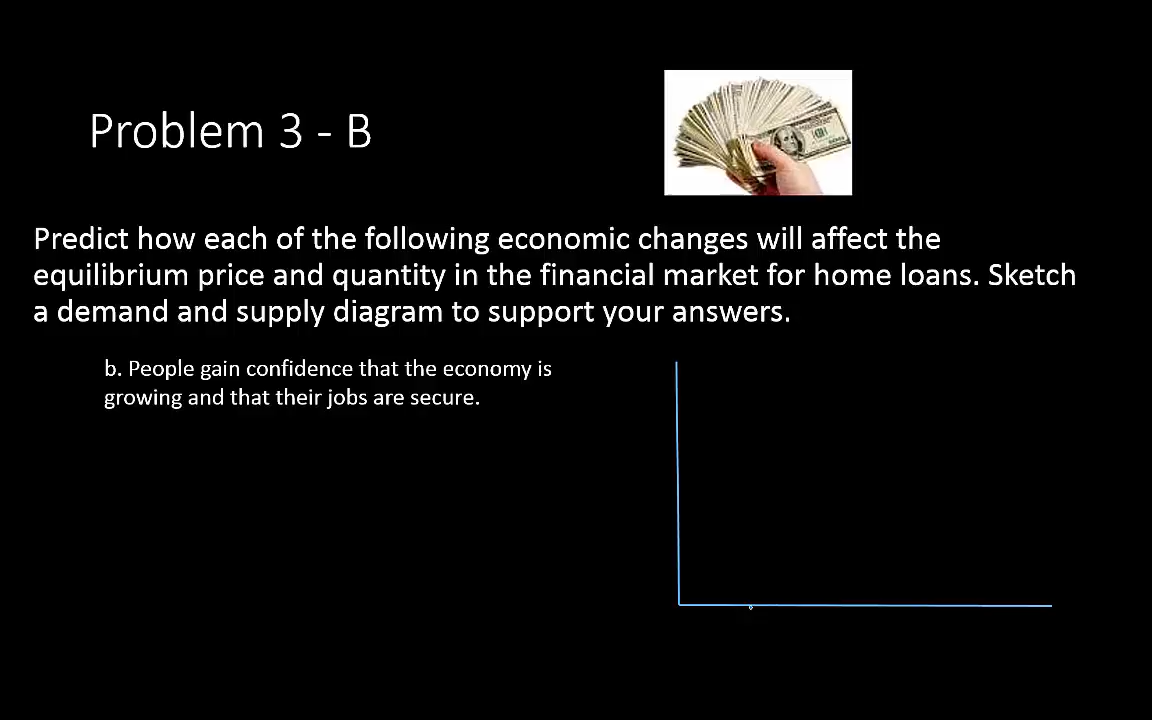 Problem 3 - B
Predict how each of the following economic changes will affect the
equilibrium price and quantity in the financial market for home loans. Sketch
a demand and supply diagram to support your answers.
b. People gain confidence that the economy is
growing and that their jobs are secure.